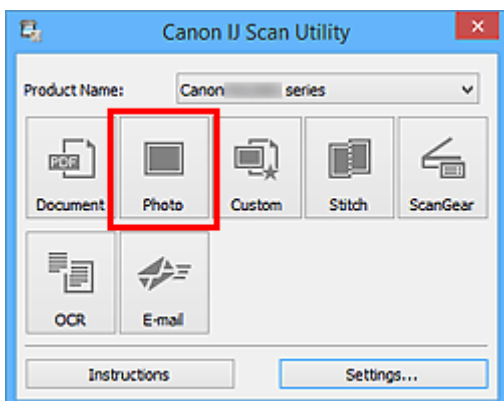 Canon IJ Scan Utility
Product Name: Canon series
Document Photo Custom Stitch ScanGear
PDF
OCR E-mail
Instructions Settings...